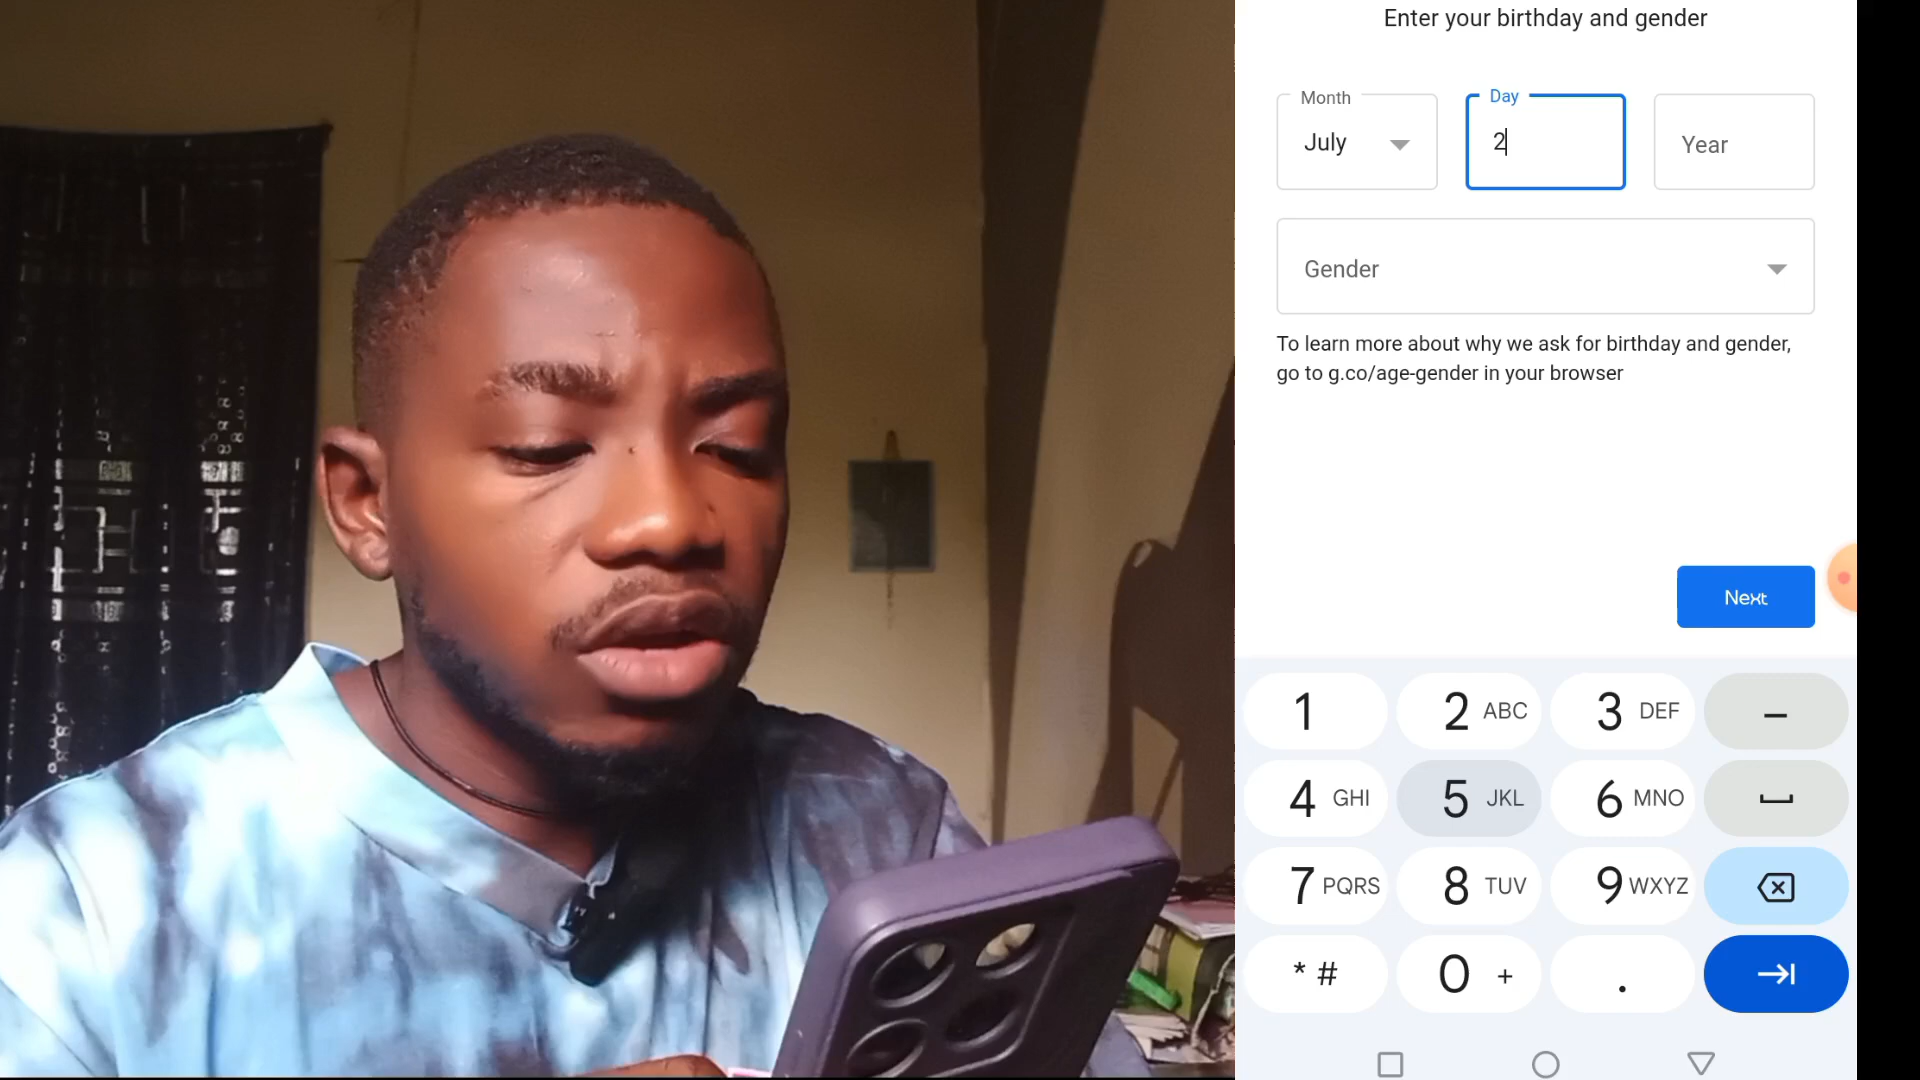 Enter your birthday and gender
Month
Day
July
2
Year
Gender
To learn more about why we ask for birthday and gender,
go to g.co/age-gender in your browser
Next
1
2 ABC
3 DEF
–
4 GHI
5 JKL
6 MNO
7 PQRS
8 TUV
9 WXYZ
* #
0 +
.